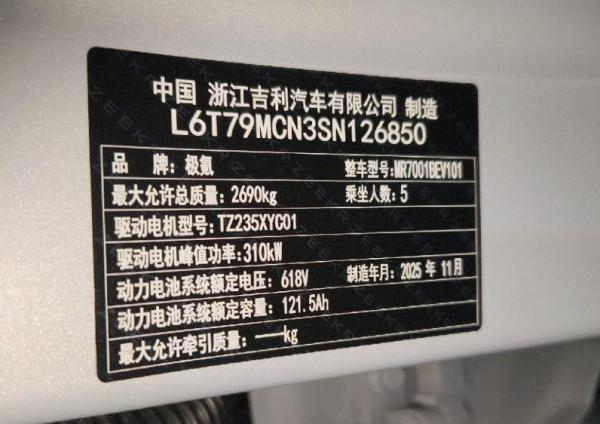 中国 浙江吉利汽车有限公司 制造
L6T79MCN3SN126850
品 牌：极氪 整车型号：MR7001BEV101
最大允许总质量：2690kg 乘坐人数：5
驱动电机型号：TZ235XYC01
驱动电机峰值功率：310kW
动力电池系统额定电压：618V 制造年月：2025 年 11月
动力电池系统额定容量：121.5Ah
最大允许牵引质量：——kg